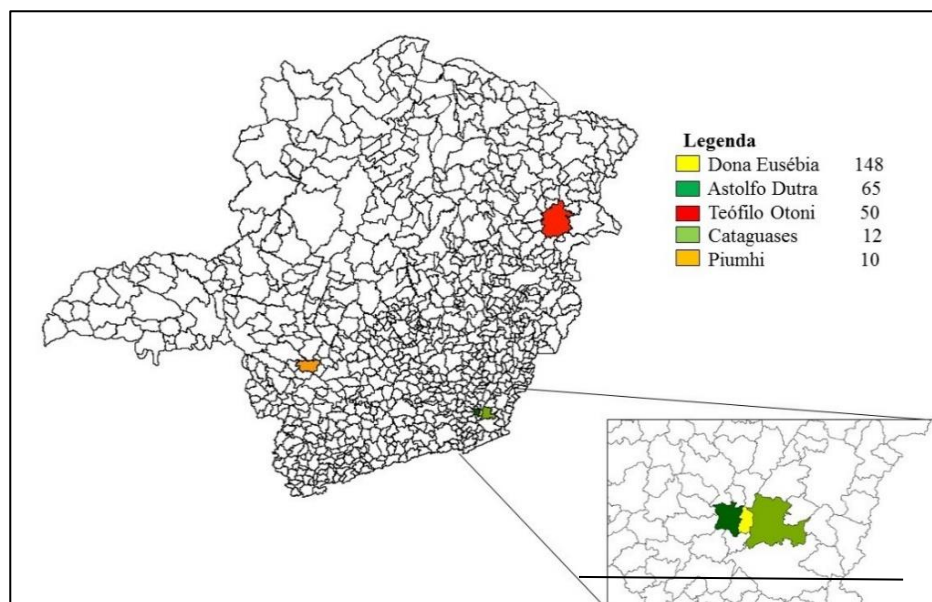 Legenda
Dona Eusébia 148
Astolfo Dutra 65
Teófilo Otoni 50
Cataguases 12
Piumhi 10